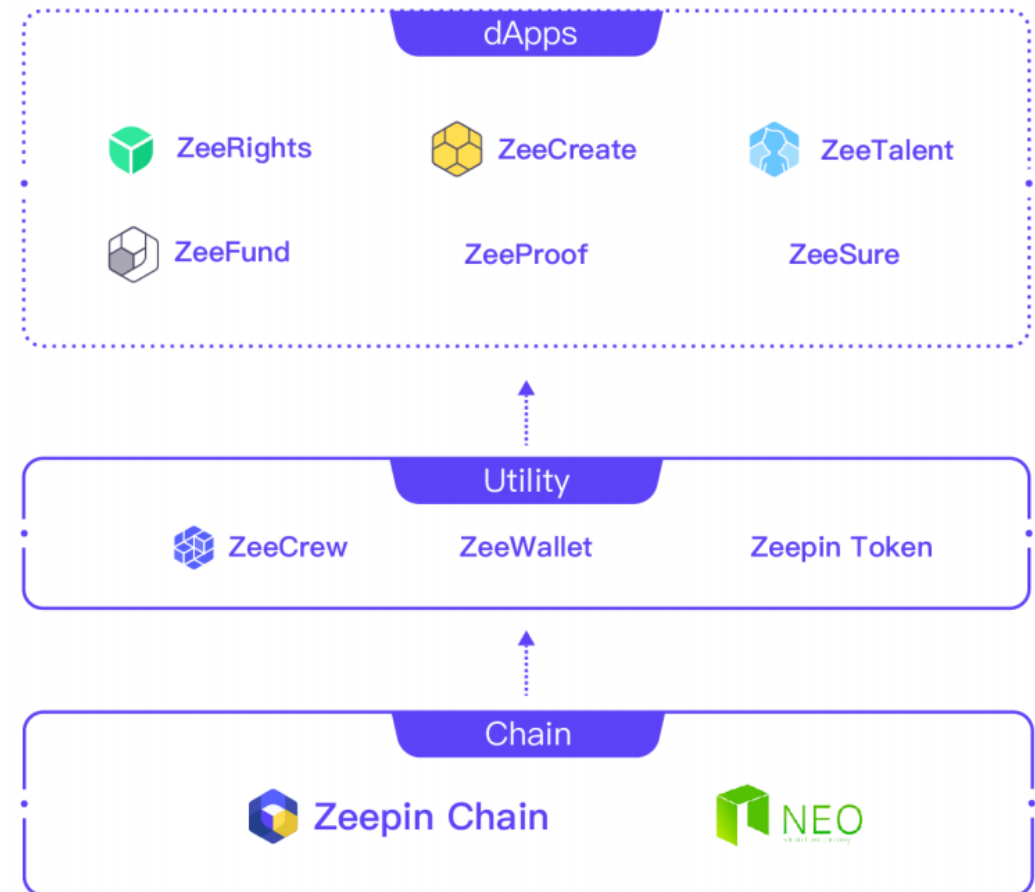 dApps
ZeeRights ZeeCreate ZeeTalent
ZeeFund ZeeProof ZeeSure
Utility
ZeeCrew ZeeWallet Zeepin Token
Chain
Zeepin Chain NEO